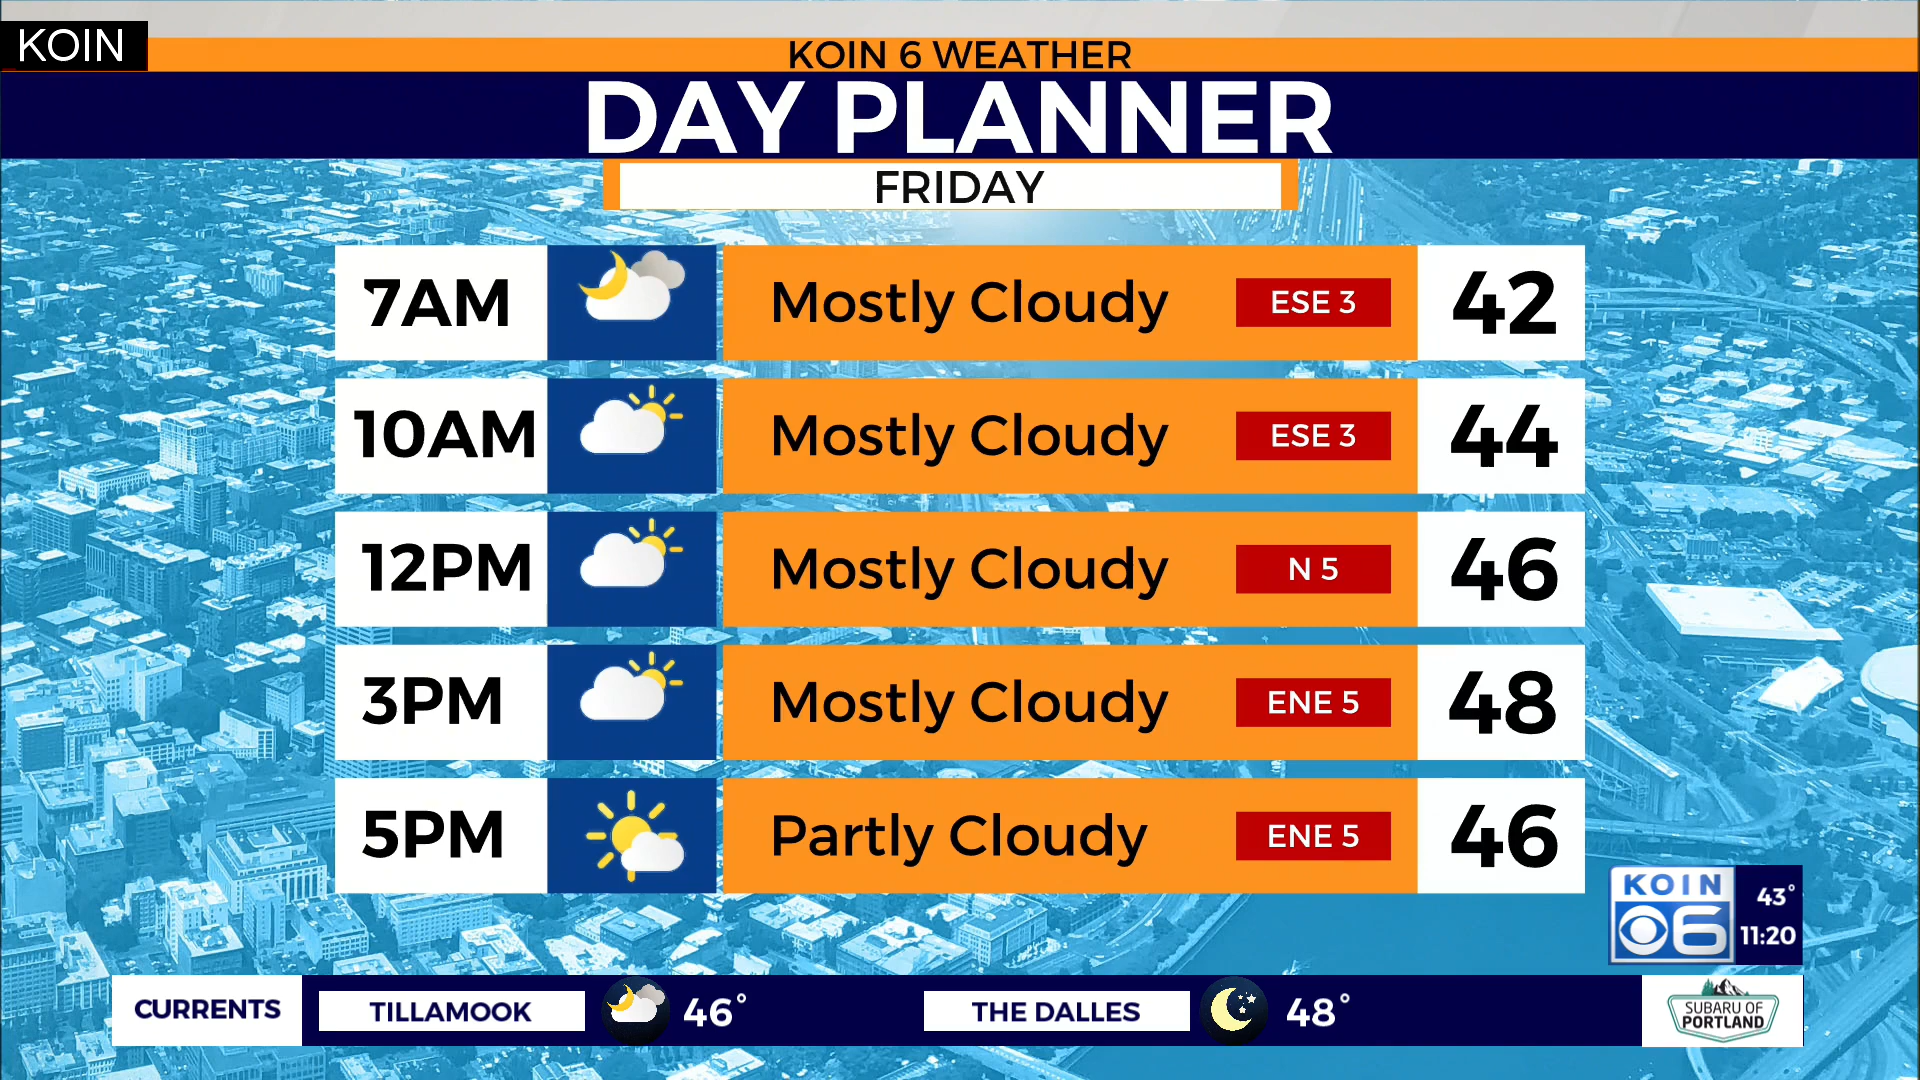 KOIN
KOIN 6 WEATHER
DAY PLANNER
FRIDAY
7AM Mostly Cloudy ESE 3 42
10AM Mostly Cloudy ESE 3 44
12PM Mostly Cloudy N 5 46
3PM Mostly Cloudy ENE 5 48
5PM Partly Cloudy ENE 5 46
KOIN 6
43°
11:20
CURRENTS TILLAMOOK 46° THE DALLES 48°
SUBARU OF
PORTLAND